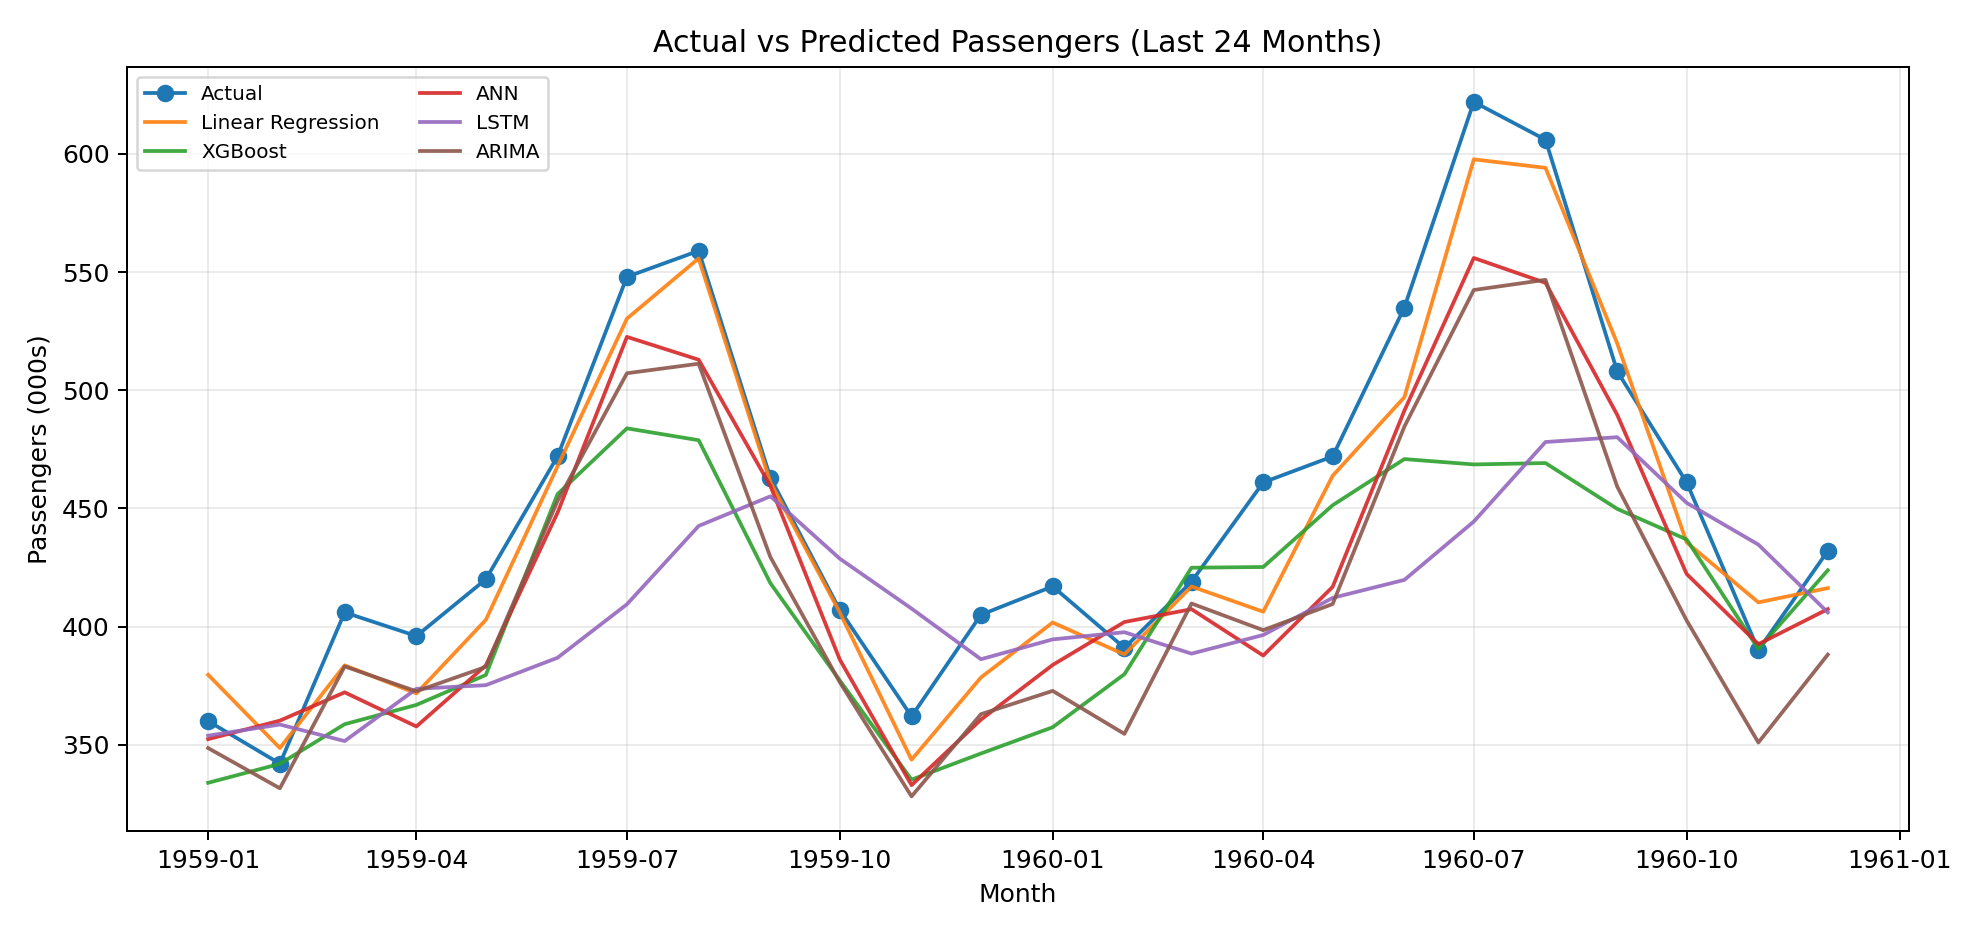 Actual vs Predicted Passengers (Last 24 Months)
Actual
Linear Regression
XGBoost
ANN
LSTM
ARIMA
Passengers (000s)
600
550
500
450
400
350
1959-01
1959-04
1959-07
1959-10
1960-01
1960-04
1960-07
1960-10
1961-01
Month